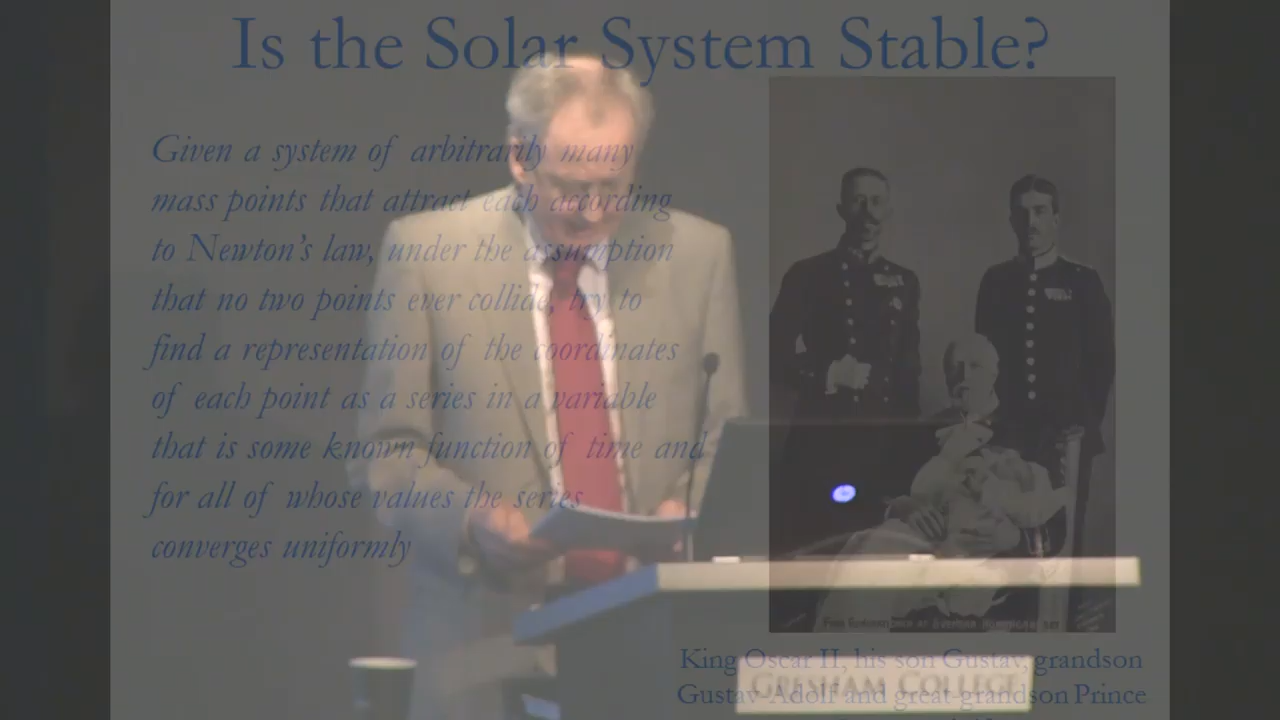 Is the Solar System Stable?
Given a system of arbitrarily many
mass points that attract each according
to Newton's law, under the assumption
that no two points ever collide, try to
find a representation of the coordinates
of each point as a series in a variable
that is some known function of time and
for all of whose values the series
converges uniformly
King Oscar II, his son Gustav, grandson
Gustav-Adolf and great-grandson Prince
GRESHAM COLLEGE